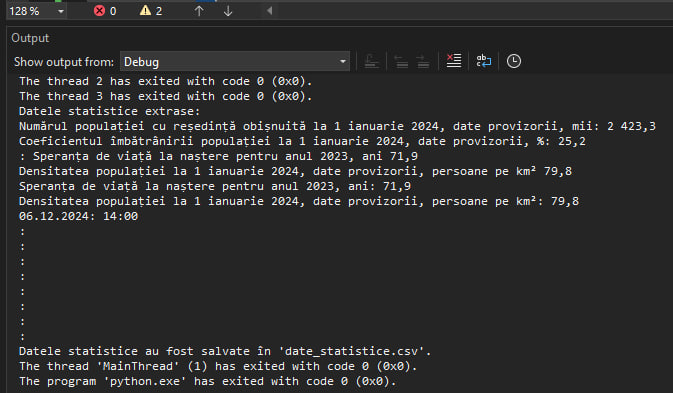 128 %
0
2
Output
Show output from: Debug
The thread 2 has exited with code 0 (0x0).
The thread 3 has exited with code 0 (0x0).
Datele statistice extrase:
Numărul populației cu reședință obișnuită la 1 ianuarie 2024, date provizorii, mii: 2 423,3
Coeficientul îmbătrânirii populației la 1 ianuarie 2024, date provizorii, %: 25,2
: Speranța de viață la naștere pentru anul 2023, ani 71,9
Densitatea populației la 1 ianuarie 2024, date provizorii, persoane pe km² 79,8
Speranța de viață la naștere pentru anul 2023, ani: 71,9
Densitatea populației la 1 ianuarie 2024, date provizorii, persoane pe km²: 79,8
06.12.2024: 14:00
:
:
:
:
:
:
:
:
Datele statistice au fost salvate în 'date_statistice.csv'.
The thread 'MainThread' (1) has exited with code 0 (0x0).
The program 'python.exe' has exited with code 0 (0x0).